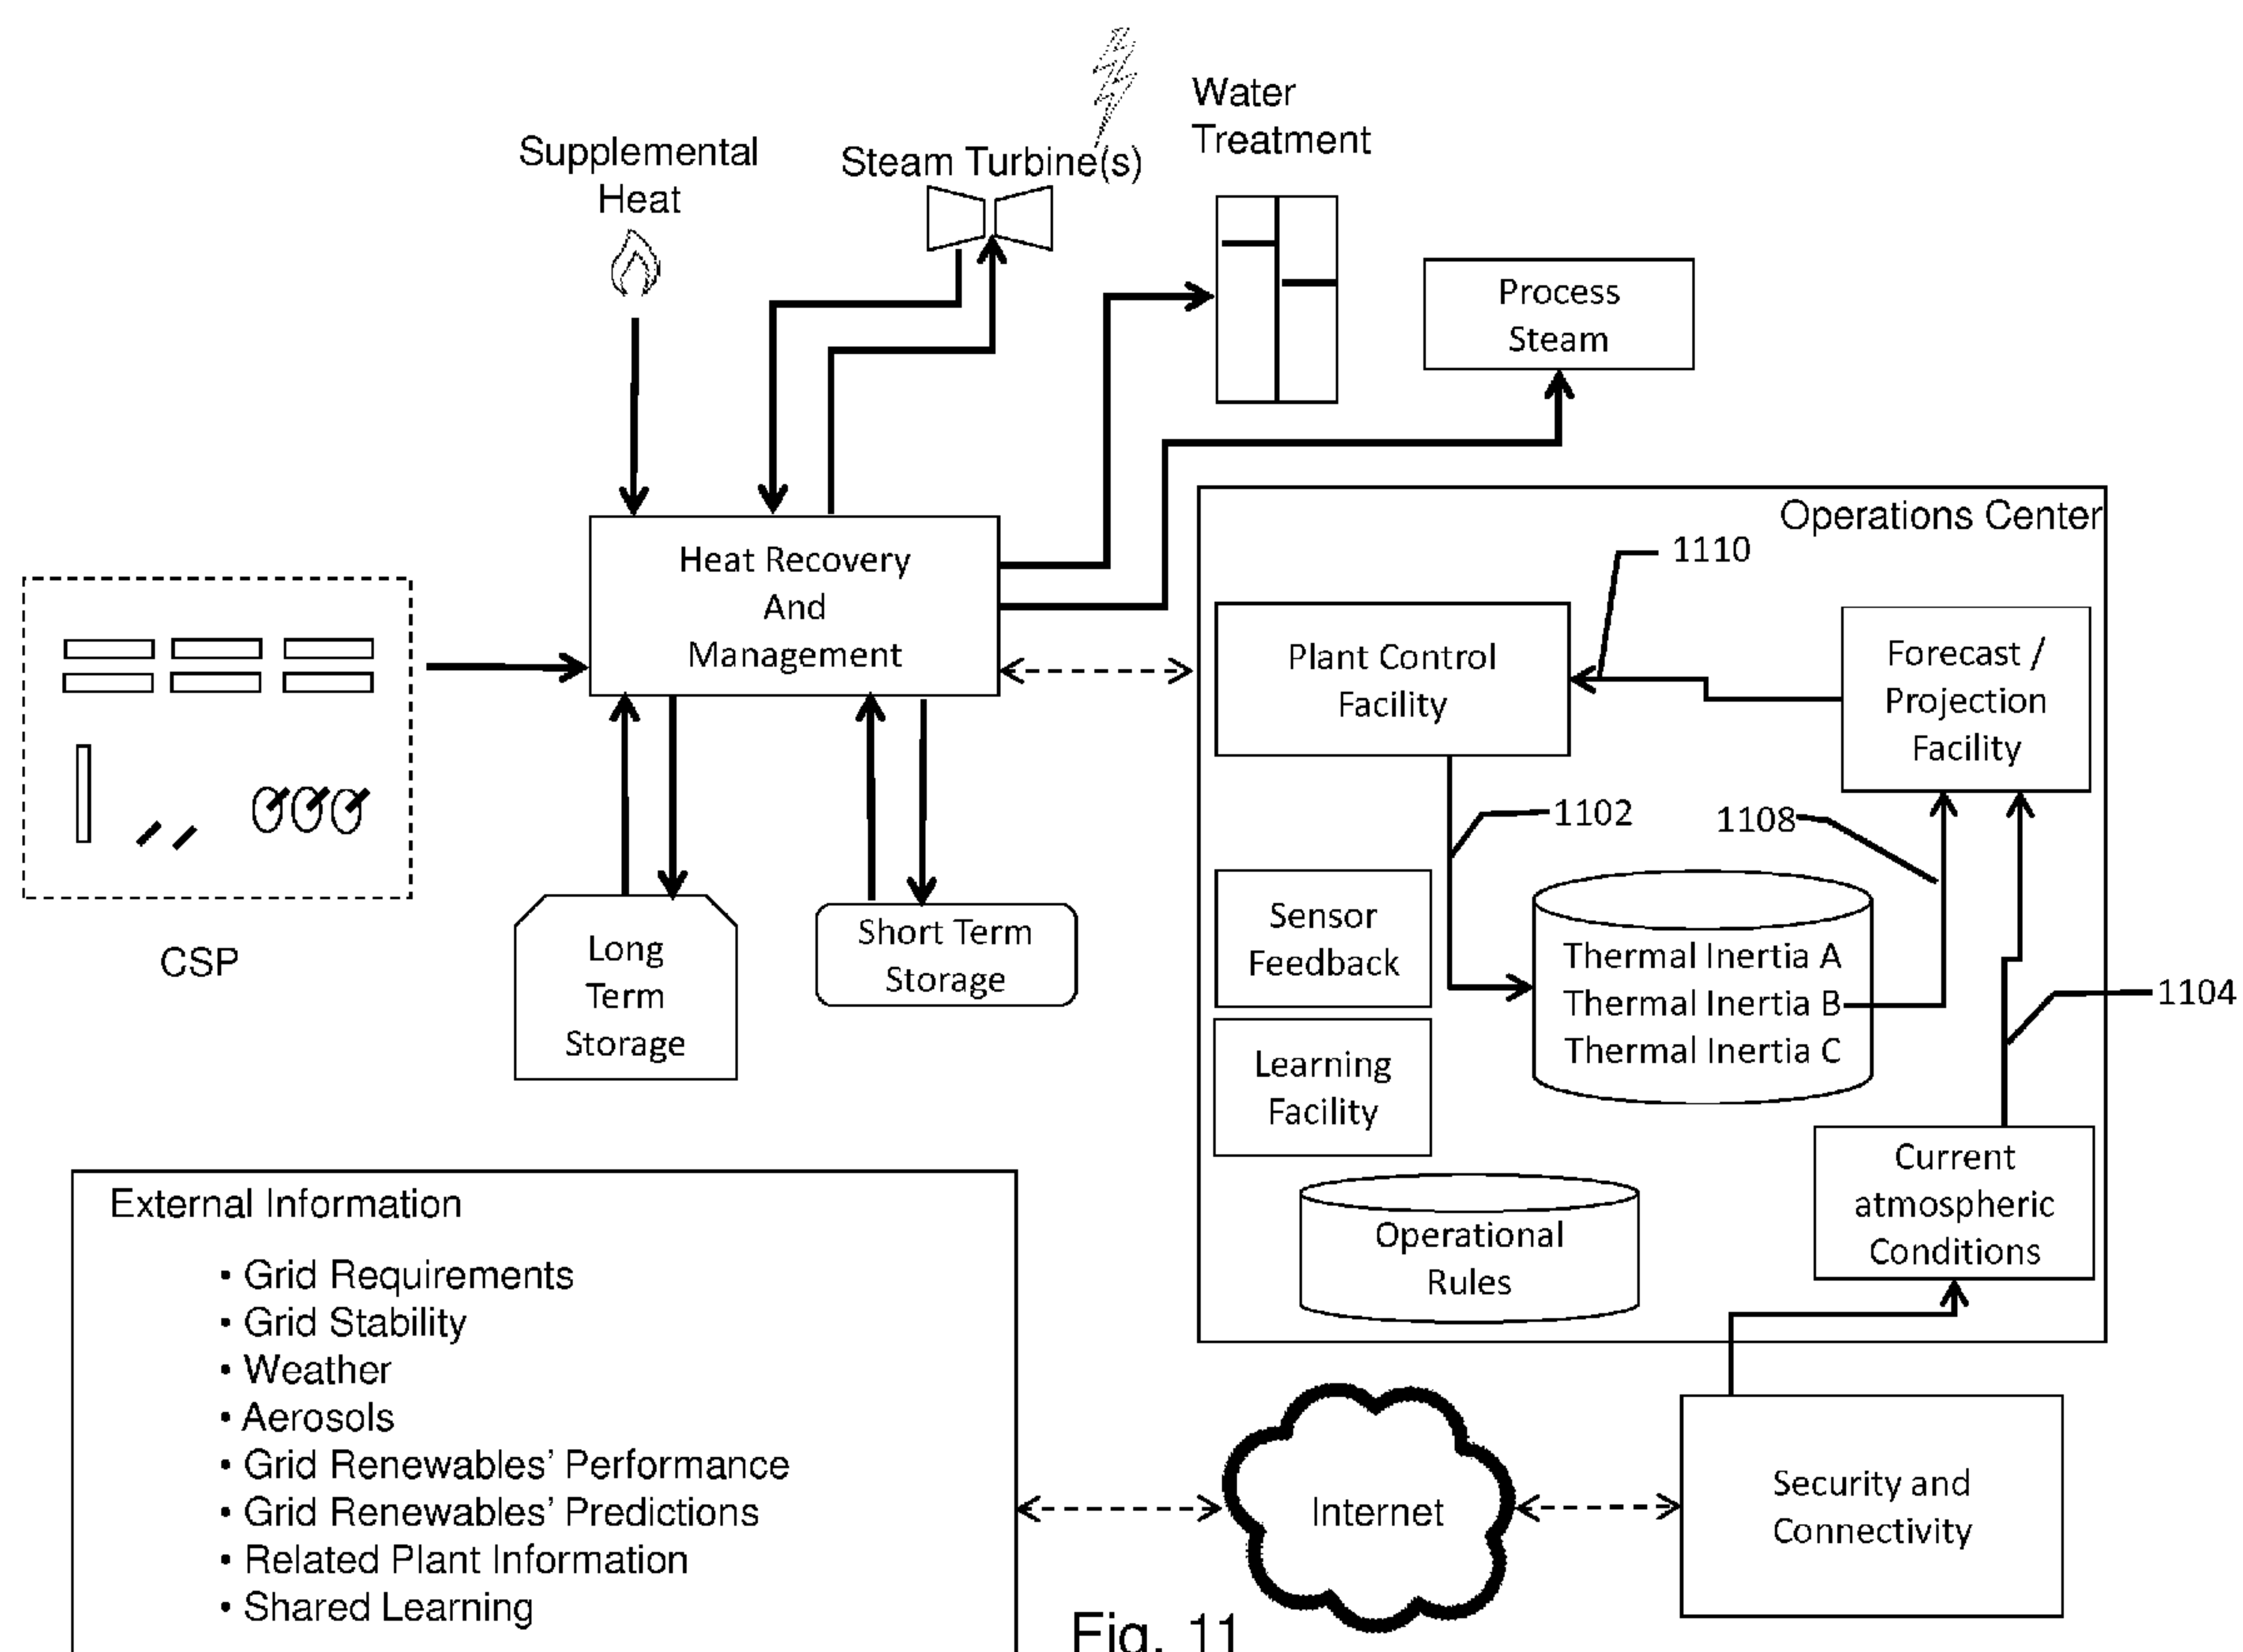 Water
Treatment
Supplemental
Heat
Steam Turbine(s)
Process
Steam
Operations Center
1110
Heat Recovery
And
Management
Plant Control
Facility
Forecast /
Projection
Facility
1102
1108
CSP
Long
Term
Storage
Short Term
Storage
Sensor
Feedback
Thermal Inertia A
Thermal Inertia B
Thermal Inertia C
1104
Learning
Facility
Current
atmospheric
Conditions
Operational
Rules
External Information
• Grid Requirements
• Grid Stability
• Weather
• Aerosols
• Grid Renewables’ Performance
• Grid Renewables’ Predictions
• Related Plant Information
• Shared Learning
Internet
Security and
Connectivity
Fig. 11